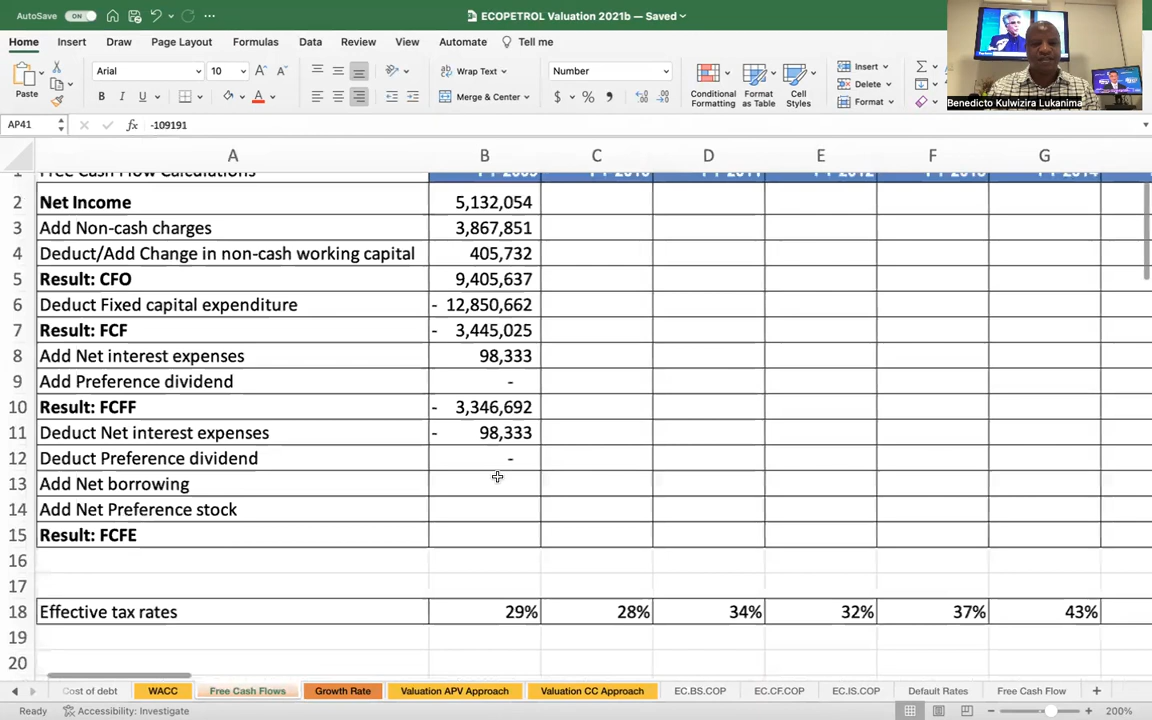 AutoSave ON ECOPETROL Valuation 2021b — Saved
Home Insert Draw Page Layout Formulas Data Review View Automate Tell me
Paste Arial 10 A A Wrap Text Number Insert
B I U A Merge & Center $ % 9 Conditional Formatting Format as Table Cell Styles Delete
Format
Benedicto Kulwizira Lukanima
AP41 fx -109191
A B C D E F G
1 Free Cash Flow Calculations
2 Net Income 5,132,054
3 Add Non-cash charges 3,867,851
4 Deduct/Add Change in non-cash working capital 405,732
5 Result: CFO 9,405,637
6 Deduct Fixed capital expenditure - 12,850,662
7 Result: FCF - 3,445,025
8 Add Net interest expenses 98,333
9 Add Preference dividend -
10 Result: FCFF - 3,346,692
11 Deduct Net interest expenses - 98,333
12 Deduct Preference dividend -
13 Add Net borrowing
14 Add Net Preference stock
15 Result: FCFE
16
17
18 Effective tax rates 29% 28% 34% 32% 37% 43%
19
20
Cost of debt WACC Free Cash Flows Growth Rate Valuation APV Approach Valuation CC Approach EC.BS.COP EC.CF.COP EC.IS.COP Default Rates Free Cash Flow +
Ready Accessibility: Investigate 200%